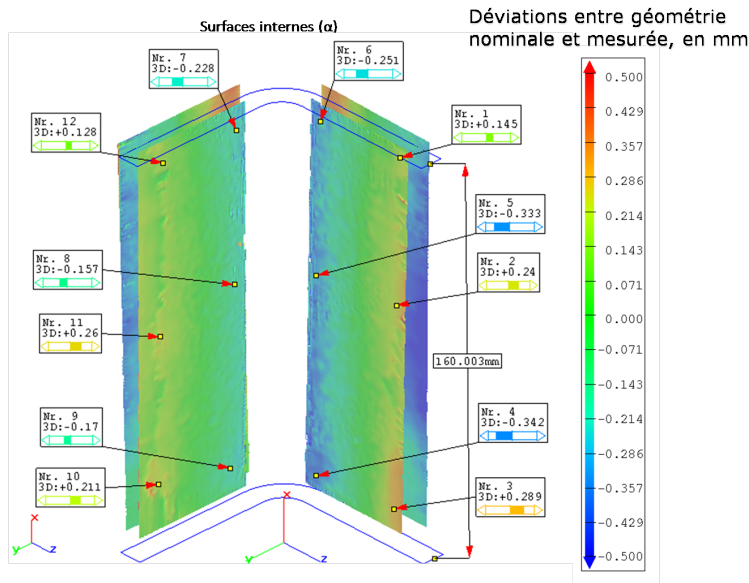 Surfaces internes (α)
Déviations entre géométrie
nominale et mesurée, en mm
Nr. 7
3D:-0.228
Nr. 6
3D:-0.251
Nr. 12
3D:+0.128
Nr. 1
3D:+0.145
Nr. 5
3D:-0.333
Nr. 8
3D:-0.157
Nr. 2
3D:+0.24
Nr. 11
3D:+0.26
160.003mm
Nr. 9
3D:-0.17
Nr. 4
3D:-0.342
Nr. 10
3D:+0.211
Nr. 3
3D:+0.289
x
y
z
x
y
z
0.500
0.429
0.357
0.286
0.214
0.143
0.071
0.000
-0.071
-0.143
-0.214
-0.286
-0.357
-0.429
-0.500